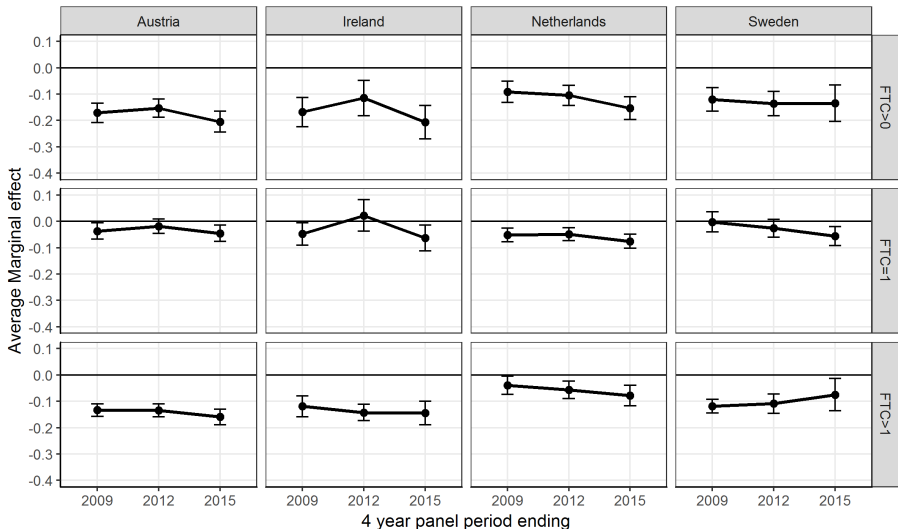 Austria Ireland Netherlands Sweden
0.1
0.0
-0.1
-0.2
-0.3
-0.4
FTC>0
0.1
0.0
-0.1
-0.2
-0.3
-0.4
FTC=1
0.1
0.0
-0.1
-0.2
-0.3
-0.4
FTC>1
Average Marginal effect
2009 2012 2015 2009 2012 2015 2009 2012 2015 2009 2012 2015
4 year panel period ending